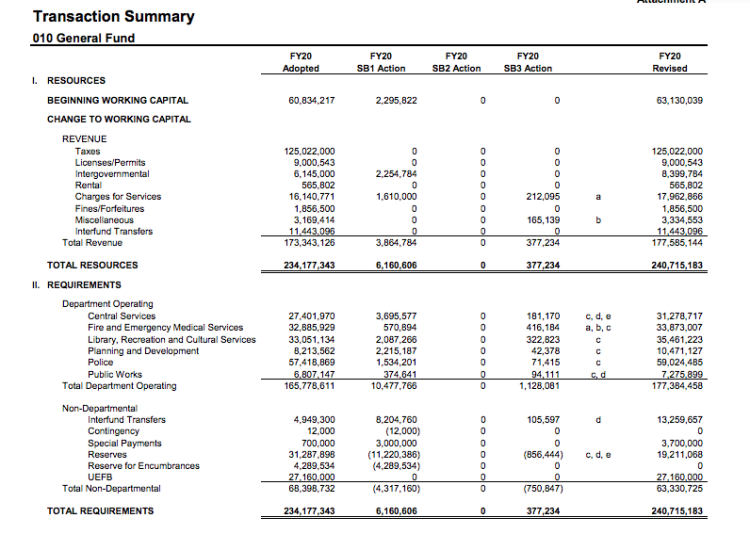 Attachment A
Transaction Summary
010 General Fund
FY20 FY20 FY20 FY20 FY20
Adopted SB1 Action SB2 Action SB3 Action Revised
I. RESOURCES
BEGINNING WORKING CAPITAL 60,834,217 2,295,822 0 0 63,130,039
CHANGE TO WORKING CAPITAL
REVENUE
Taxes 125,022,000 0 0 0 125,022,000
Licenses/Permits 9,000,543 0 0 0 9,000,543
Intergovernmental 6,145,000 2,254,784 0 0 8,399,784
Rental 565,802 0 0 0 565,802
Charges for Services 16,140,771 1,610,000 0 212,095 a 17,962,866
Fines/Forfeitures 1,856,500 0 0 0 1,856,500
Miscellaneous 3,169,414 0 0 165,139 b 3,334,553
Interfund Transfers 11,443,096 0 0 0 11,443,096
Total Revenue 173,343,126 3,864,784 0 377,234 177,585,144
TOTAL RESOURCES 234,177,343 6,160,606 0 377,234 240,715,183
II. REQUIREMENTS
Department Operating
Central Services 27,401,970 3,695,577 0 181,170 c, d, e 31,278,717
Fire and Emergency Medical Services 32,885,929 570,894 0 416,184 a, b, c 33,873,007
Library, Recreation and Cultural Services 33,051,134 2,087,266 0 322,823 c 35,461,223
Planning and Development 8,213,562 2,215,187 0 42,378 c 10,471,127
Police 57,418,869 1,534,201 0 71,415 c 59,024,485
Public Works 6,807,147 374,641 0 94,111 c, d 7,275,899
Total Department Operating 165,778,611 10,477,766 0 1,128,081 177,384,458
Non-Departmental
Interfund Transfers 4,949,300 8,204,760 0 105,597 d 13,259,657
Contingency 12,000 (12,000) 0 0 0
Special Payments 700,000 3,000,000 0 0 3,700,000
Reserves 31,287,898 (11,220,386) 0 (856,444) c, d, e 19,211,068
Reserve for Encumbrances 4,289,534 (4,289,534) 0 0 0
UEFB 27,160,000 0 0 0 27,160,000
Total Non-Departmental 68,398,732 (4,317,160) 0 (750,847) 63,330,725
TOTAL REQUIREMENTS 234,177,343 6,160,606 0 377,234 240,715,183